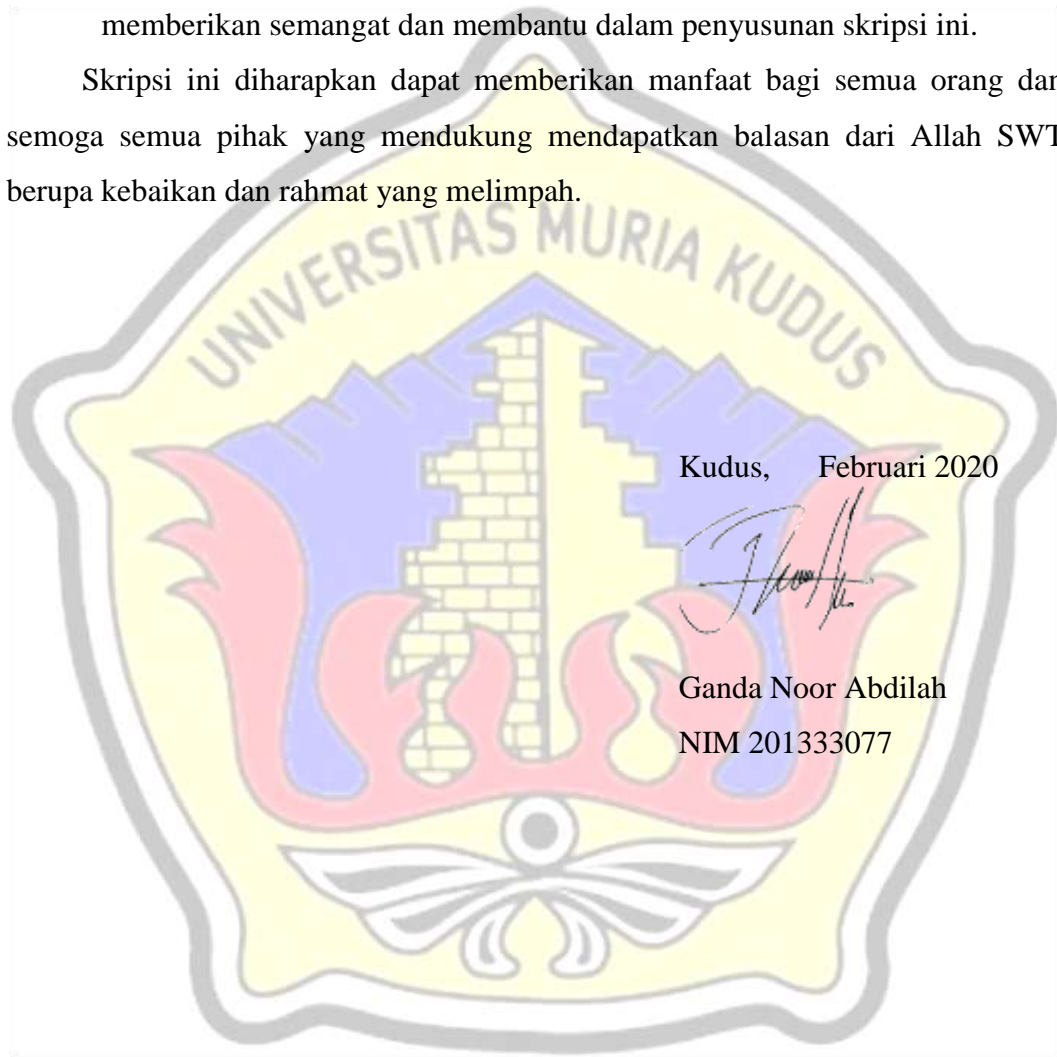 memberikan semangat dan membantu dalam penyusunan skripsi ini.
Skripsi ini diharapkan dapat memberikan manfaat bagi semua orang dan
semoga semua pihak yang mendukung mendapatkan balasan dari Allah SWT
berupa kebaikan dan rahmat yang melimpah.
UNIVERSITAS MURIA KUDUS
Kudus, Februari 2020
Ganda Noor Abdilah
NIM 201333077